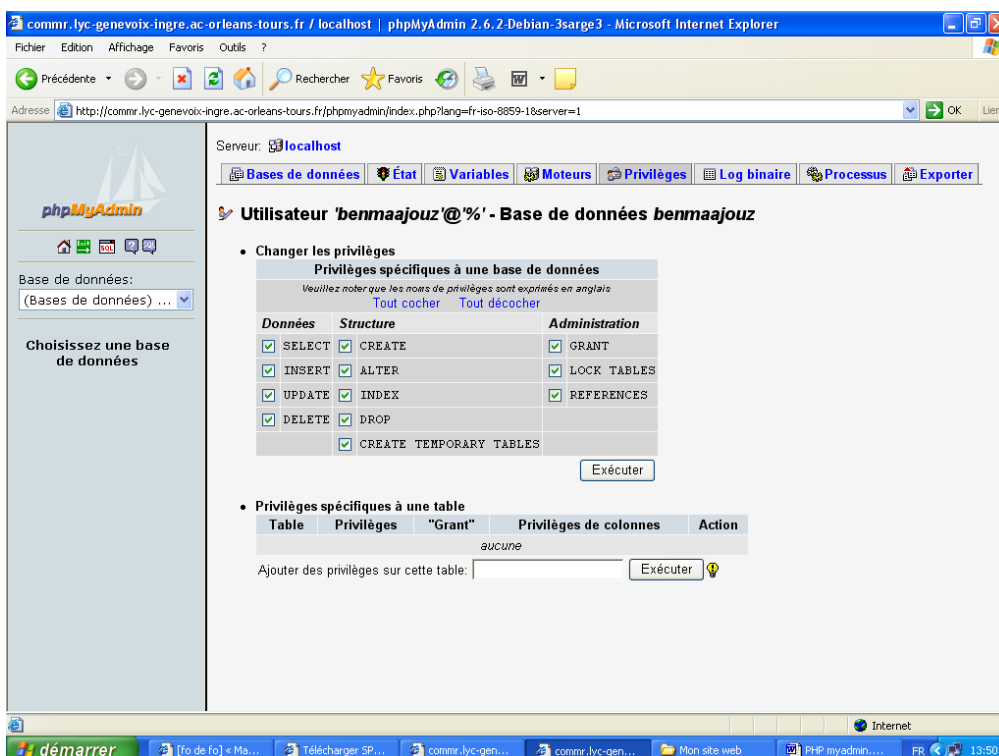 commr.lyc-genevoix-ingre.ac-orleans-tours.fr / localhost | phpMyAdmin 2.6.2-Debian-3sarge3 - Microsoft Internet Explorer
Fichier Edition Affichage Favoris Outils ?
Précédente Rechercher Favoris
Adresse http://commr.lyc-genevoix-ingre.ac-orleans-tours.fr/phpmyadmin/index.php?lang=fr-iso-8859-1&server=1 OK Lier
phpMyAdmin
SQL
Base de données:
(Bases de données) ...
Choisissez une base
de données
Serveur: localhost
Bases de données État Variables Moteurs Privilèges Log binaire Processus Exporter
Utilisateur 'benmaajouz'@'%' - Base de données benmaajouz
• Changer les privilèges
Privilèges spécifiques à une base de données
Veuillez noter que les noms de privilèges sont exprimés en anglais
Tout cocher Tout décocher
Données Structure Administration
SELECT CREATE GRANT
INSERT ALTER LOCK TABLES
UPDATE INDEX REFERENCES
DELETE DROP
CREATE TEMPORARY TABLES
Exécuter
• Privilèges spécifiques à une table
Table Privilèges "Grant" Privilèges de colonnes Action
aucune
Ajouter des privilèges sur cette table: Exécuter
Internet
démarrer [fo de fo] « Ma... Télécharger SP... commr.lyc-gen... commr.lyc-gen... Mon site web PHP myadmin.... FR 13:50